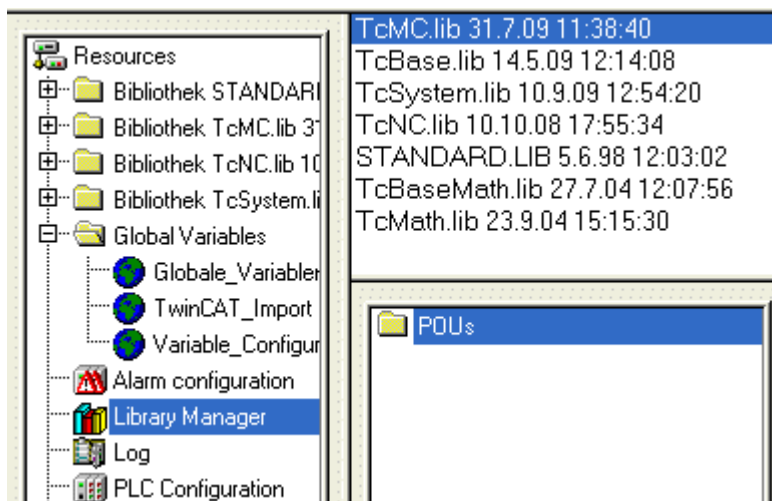 Resources
Bibliothek STANDARI
Bibliothek TcMC.lib 3
Bibliothek TcNC.lib 10
Bibliothek TcSystem.li
Global Variables
Globale_Variabler
TwinCAT_Import
Variable_Configur
Alarm configuration
Library Manager
Log
PLC Configuration
TcMC.lib 31.7.09 11:38:40
TcBase.lib 14.5.09 12:14:08
TcSystem.lib 10.9.09 12:54:20
TcNC.lib 10.10.08 17:55:34
STANDARD.LIB 5.6.98 12:03:02
TcBaseMath.lib 27.7.04 12:07:56
TcMath.lib 23.9.04 15:15:30
POUs